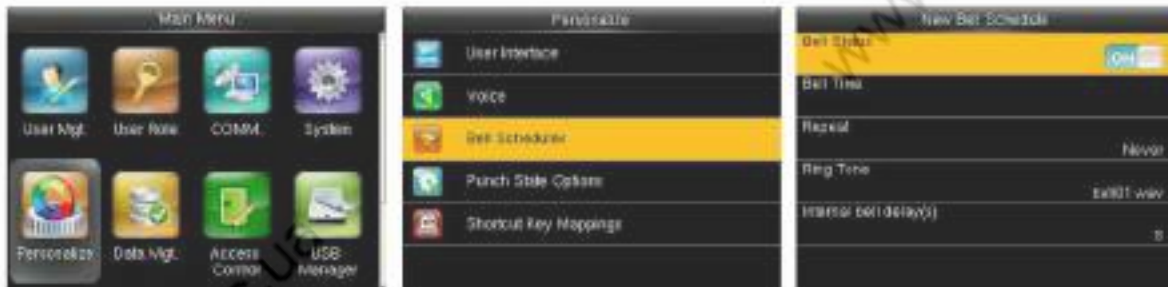 Main Menu
User Mgt.
User Role
COMM.
System
Personalize
Data Mgt.
Access
Control
USB
Manager
Personalize
User Interface
Voice
Bell Schedules
Punch State Options
Shortcut Key Mappings
New Bell Schedule
Bell Status
ON
Bell Time
Repeat
Never
Ring Tone
bell01.wav
Internal bell delay(s)